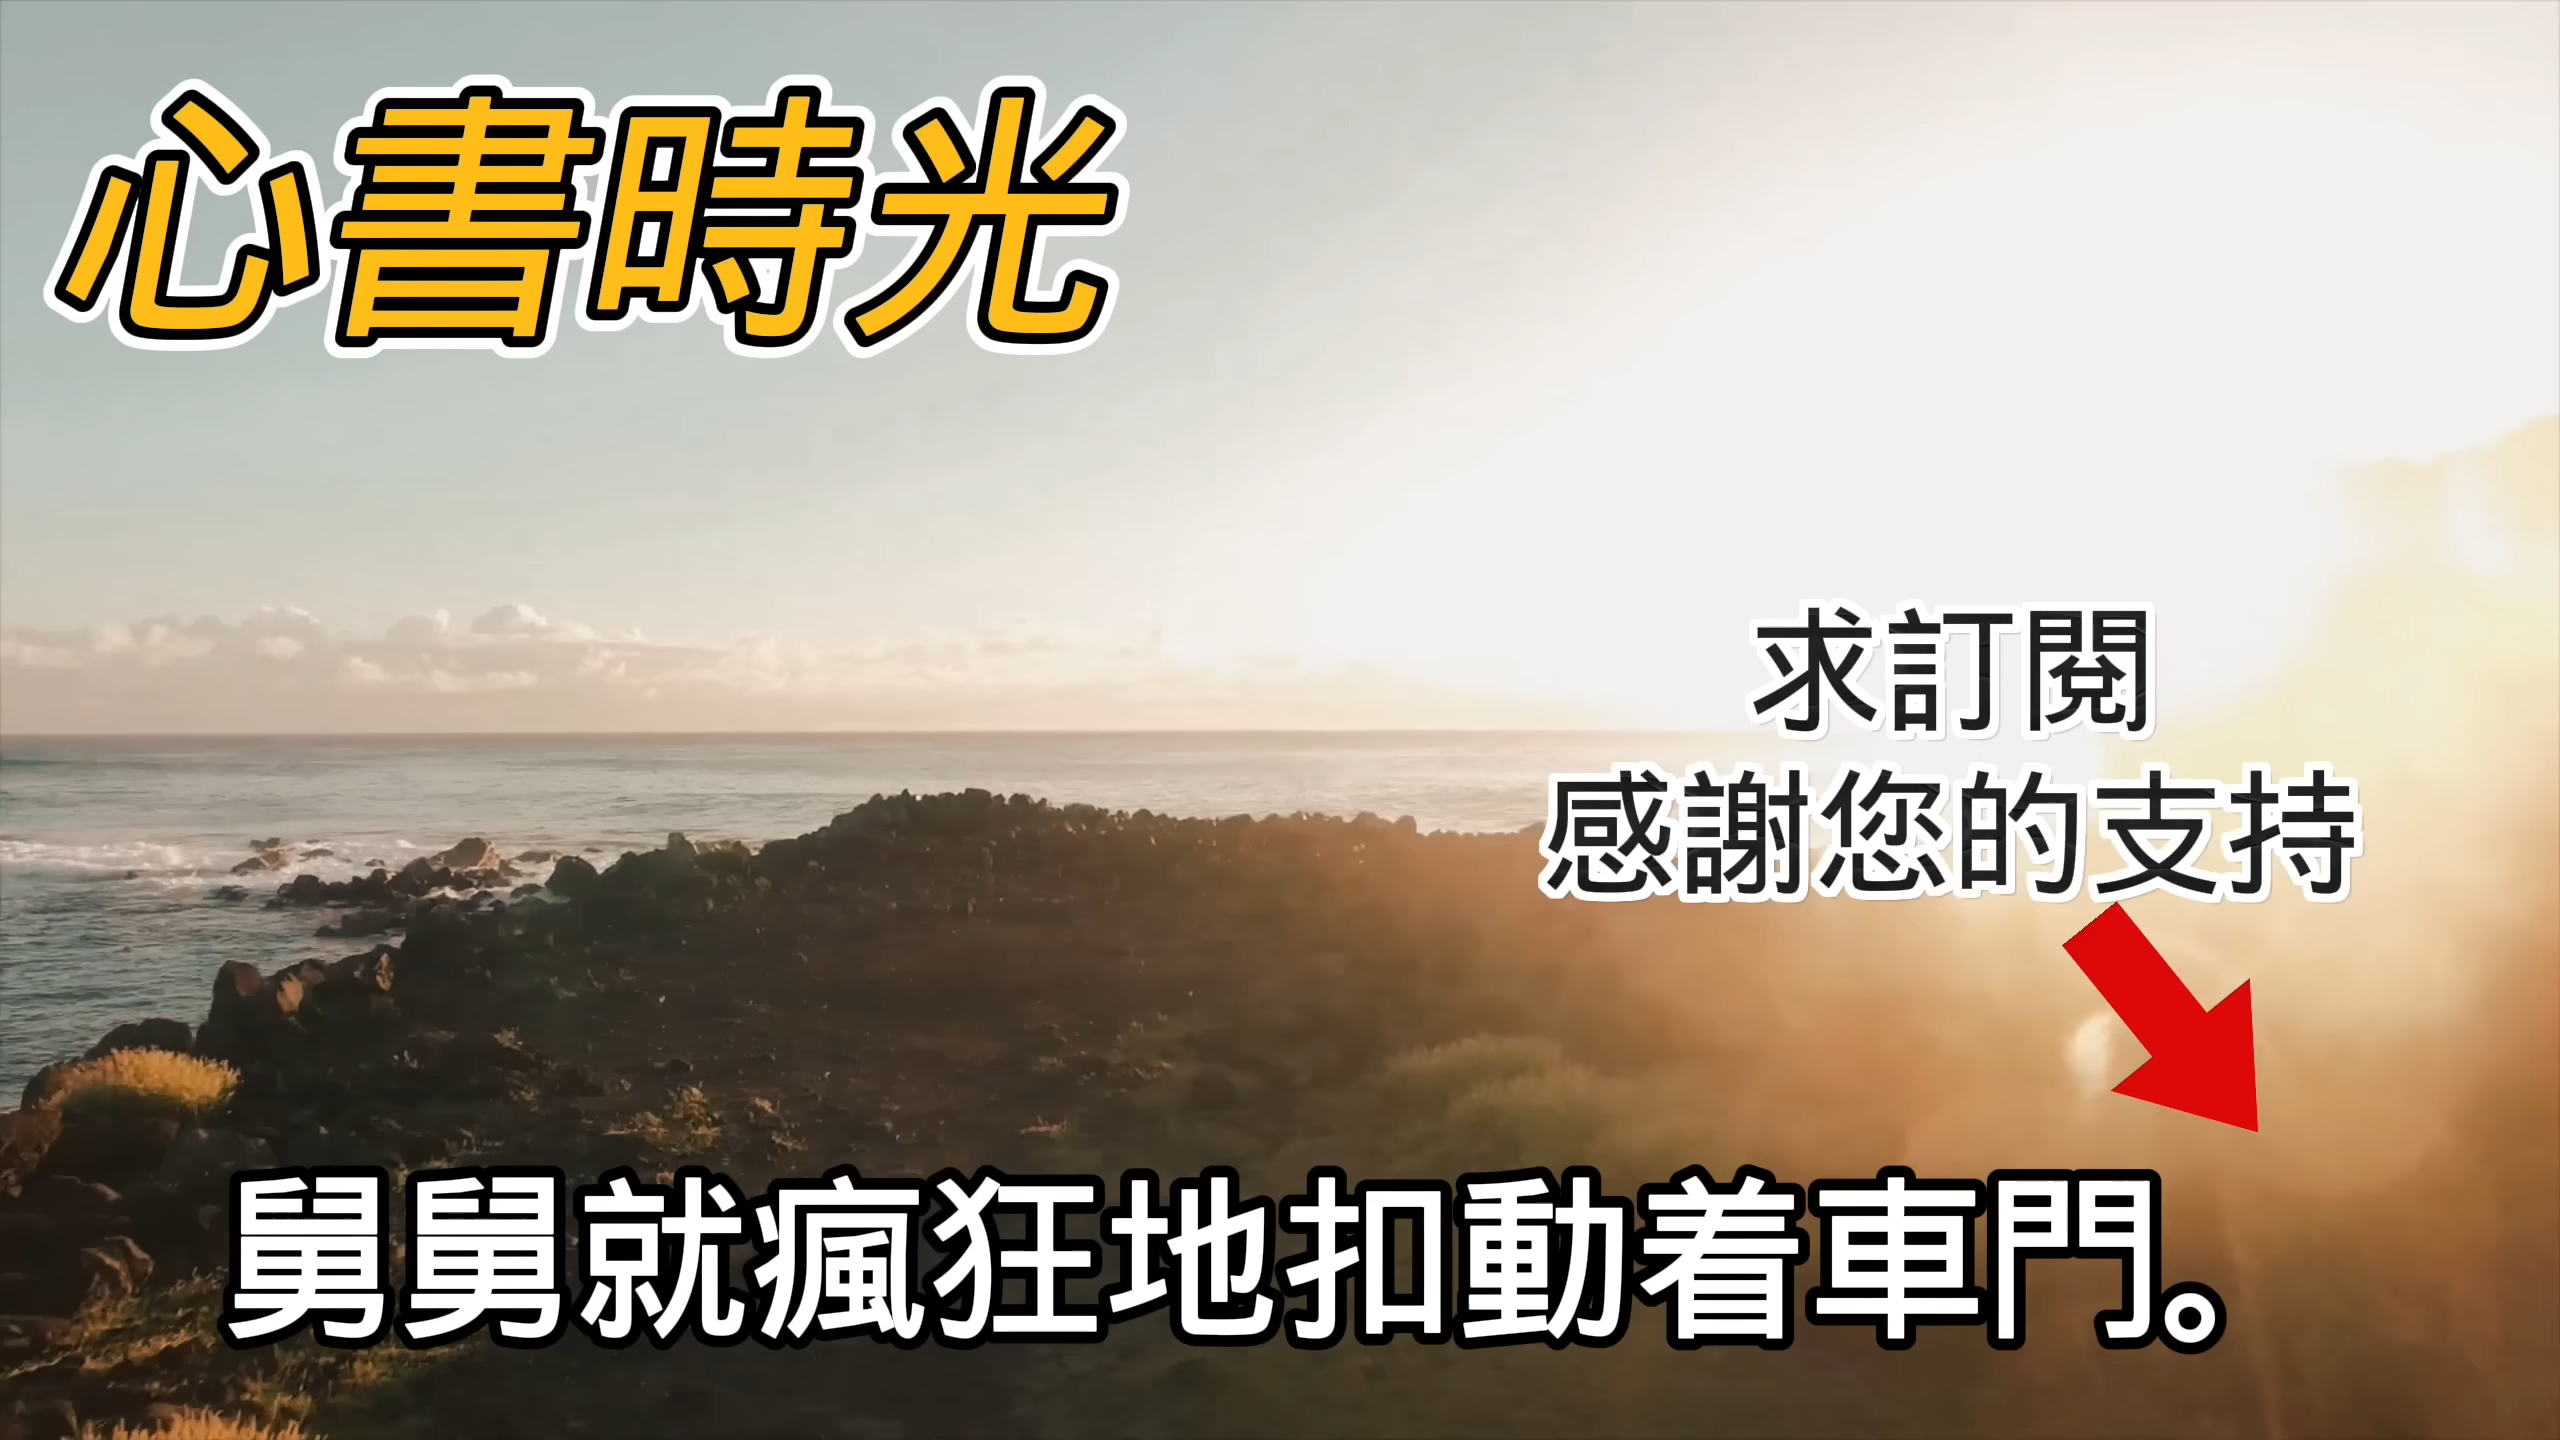 心書時光
求訂閱
感謝您的支持
舅舅就瘋狂地扣動着車門。